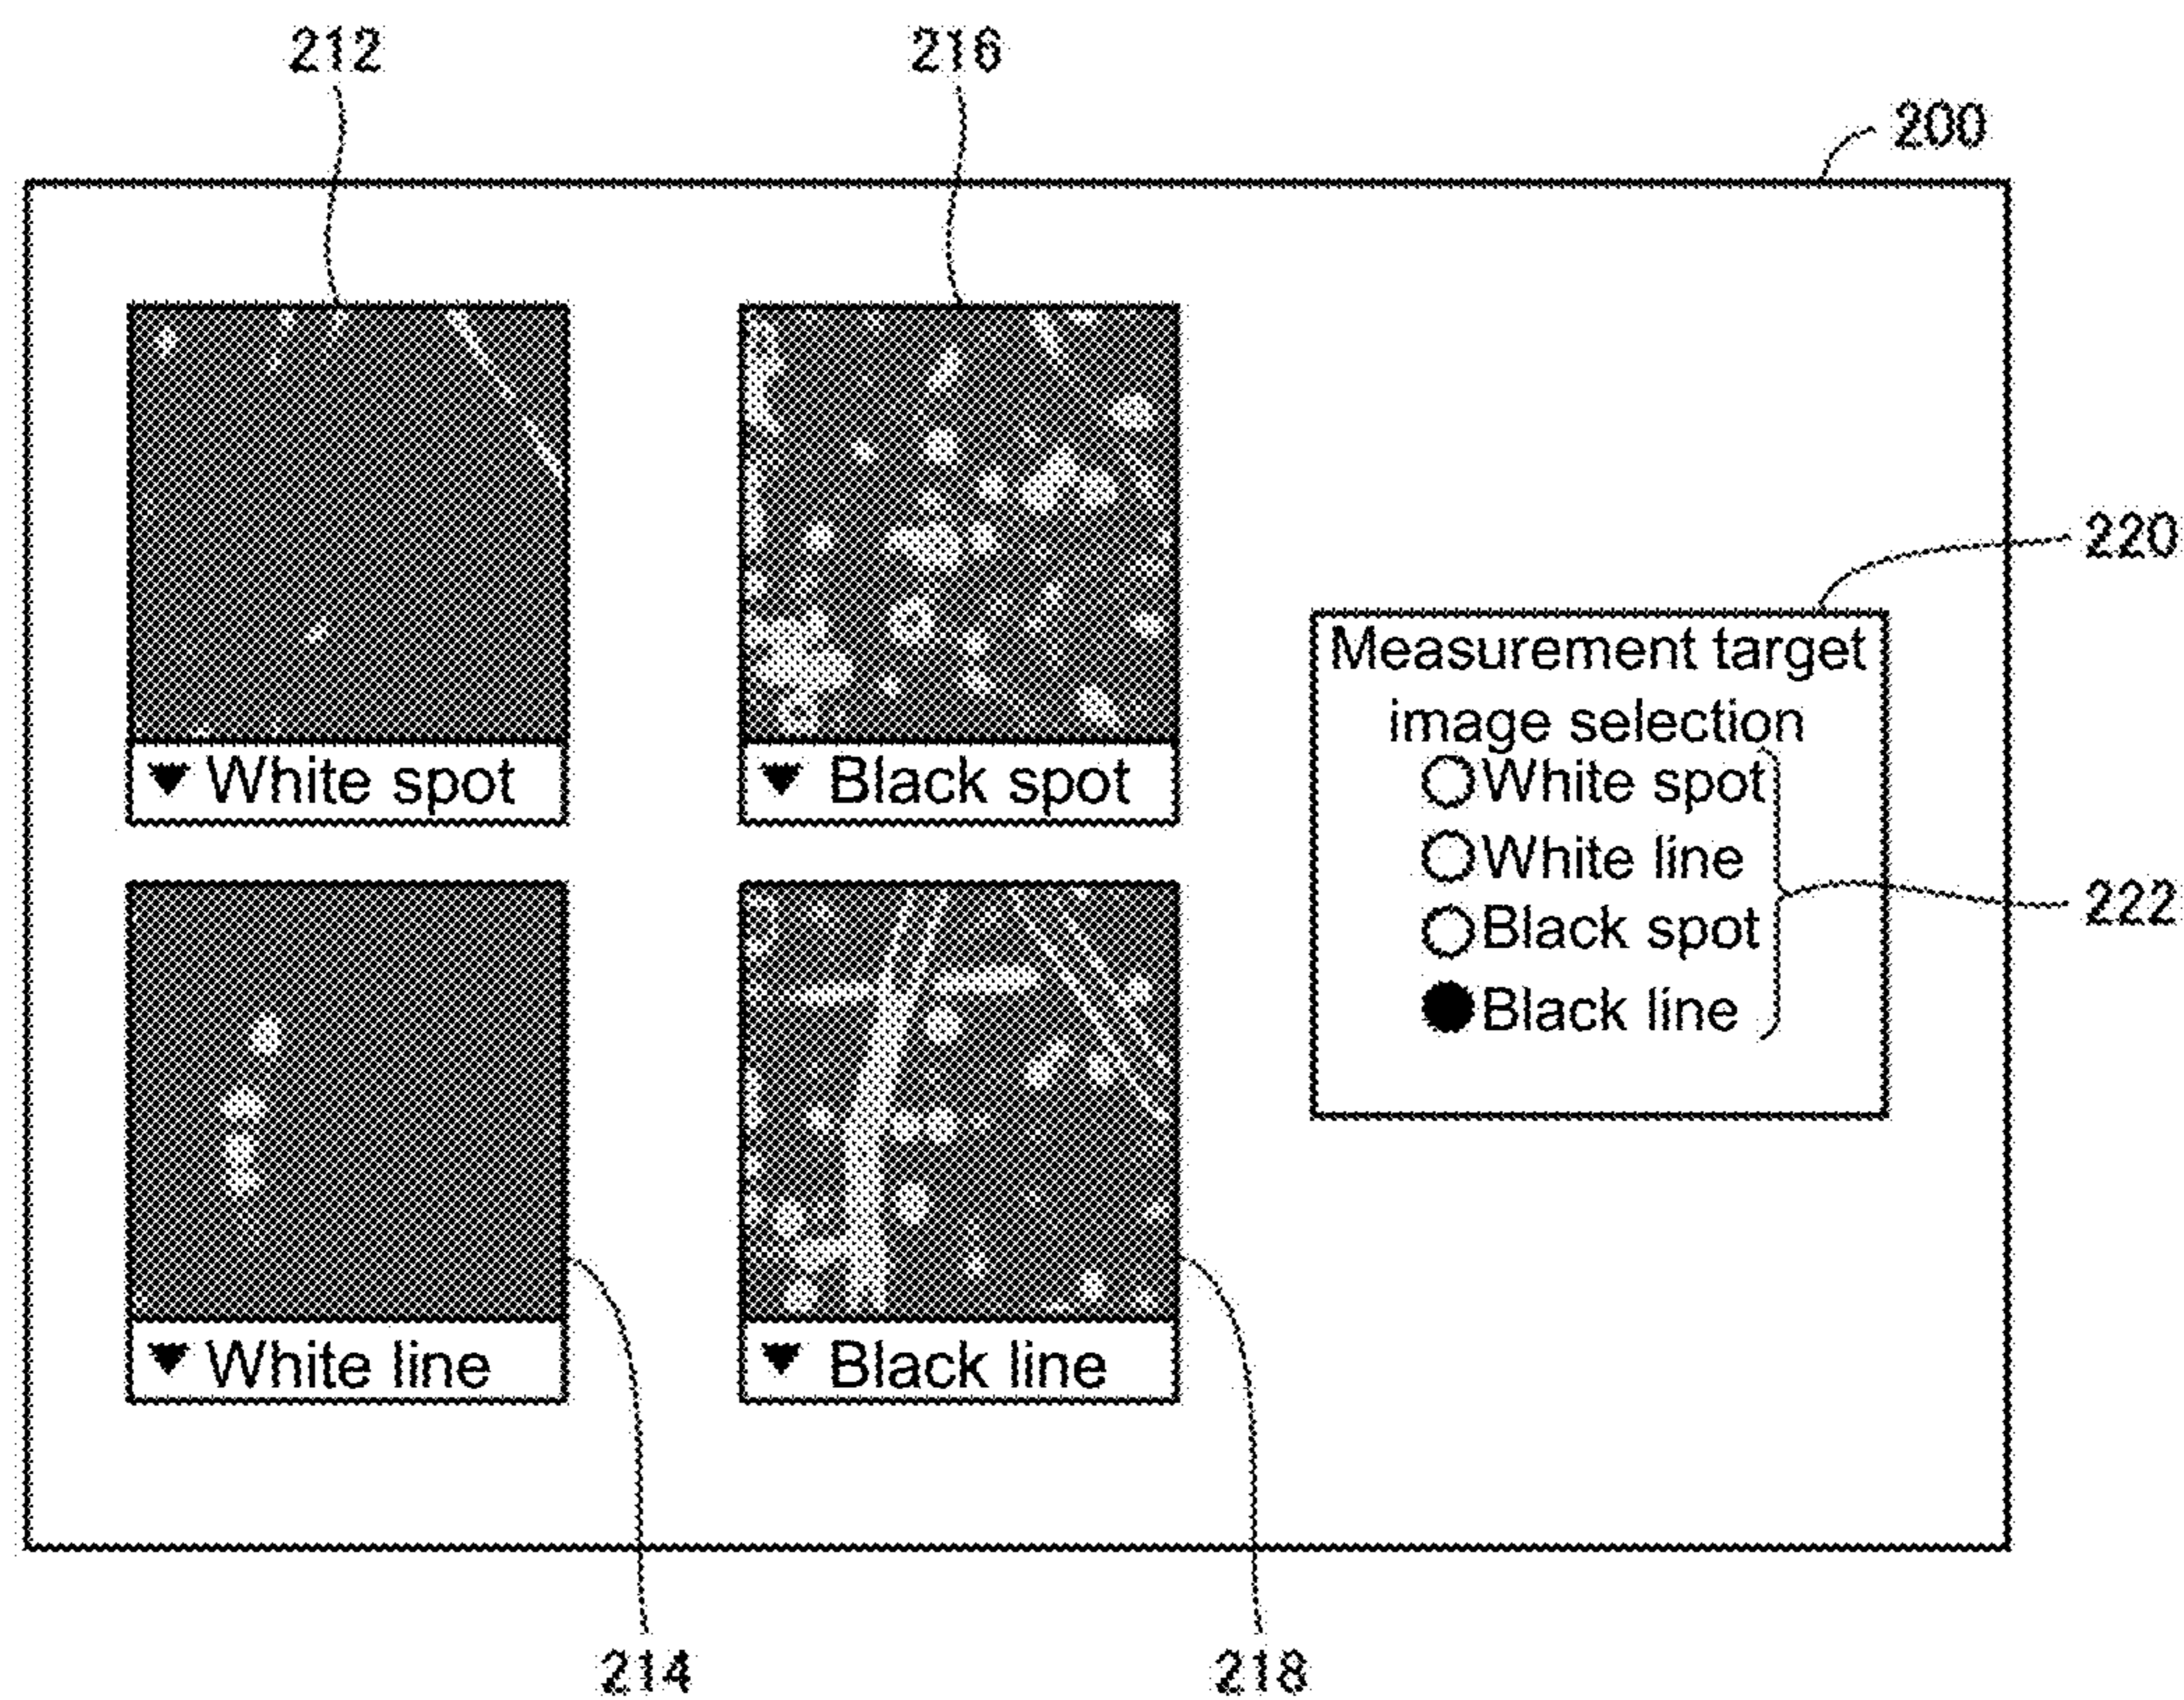 212
216
200
▼ White spot
▼ Black spot
220
Measurement target
image selection
White spot
White line
Black spot
Black line
222
▼ White line
▼ Black line
214
218